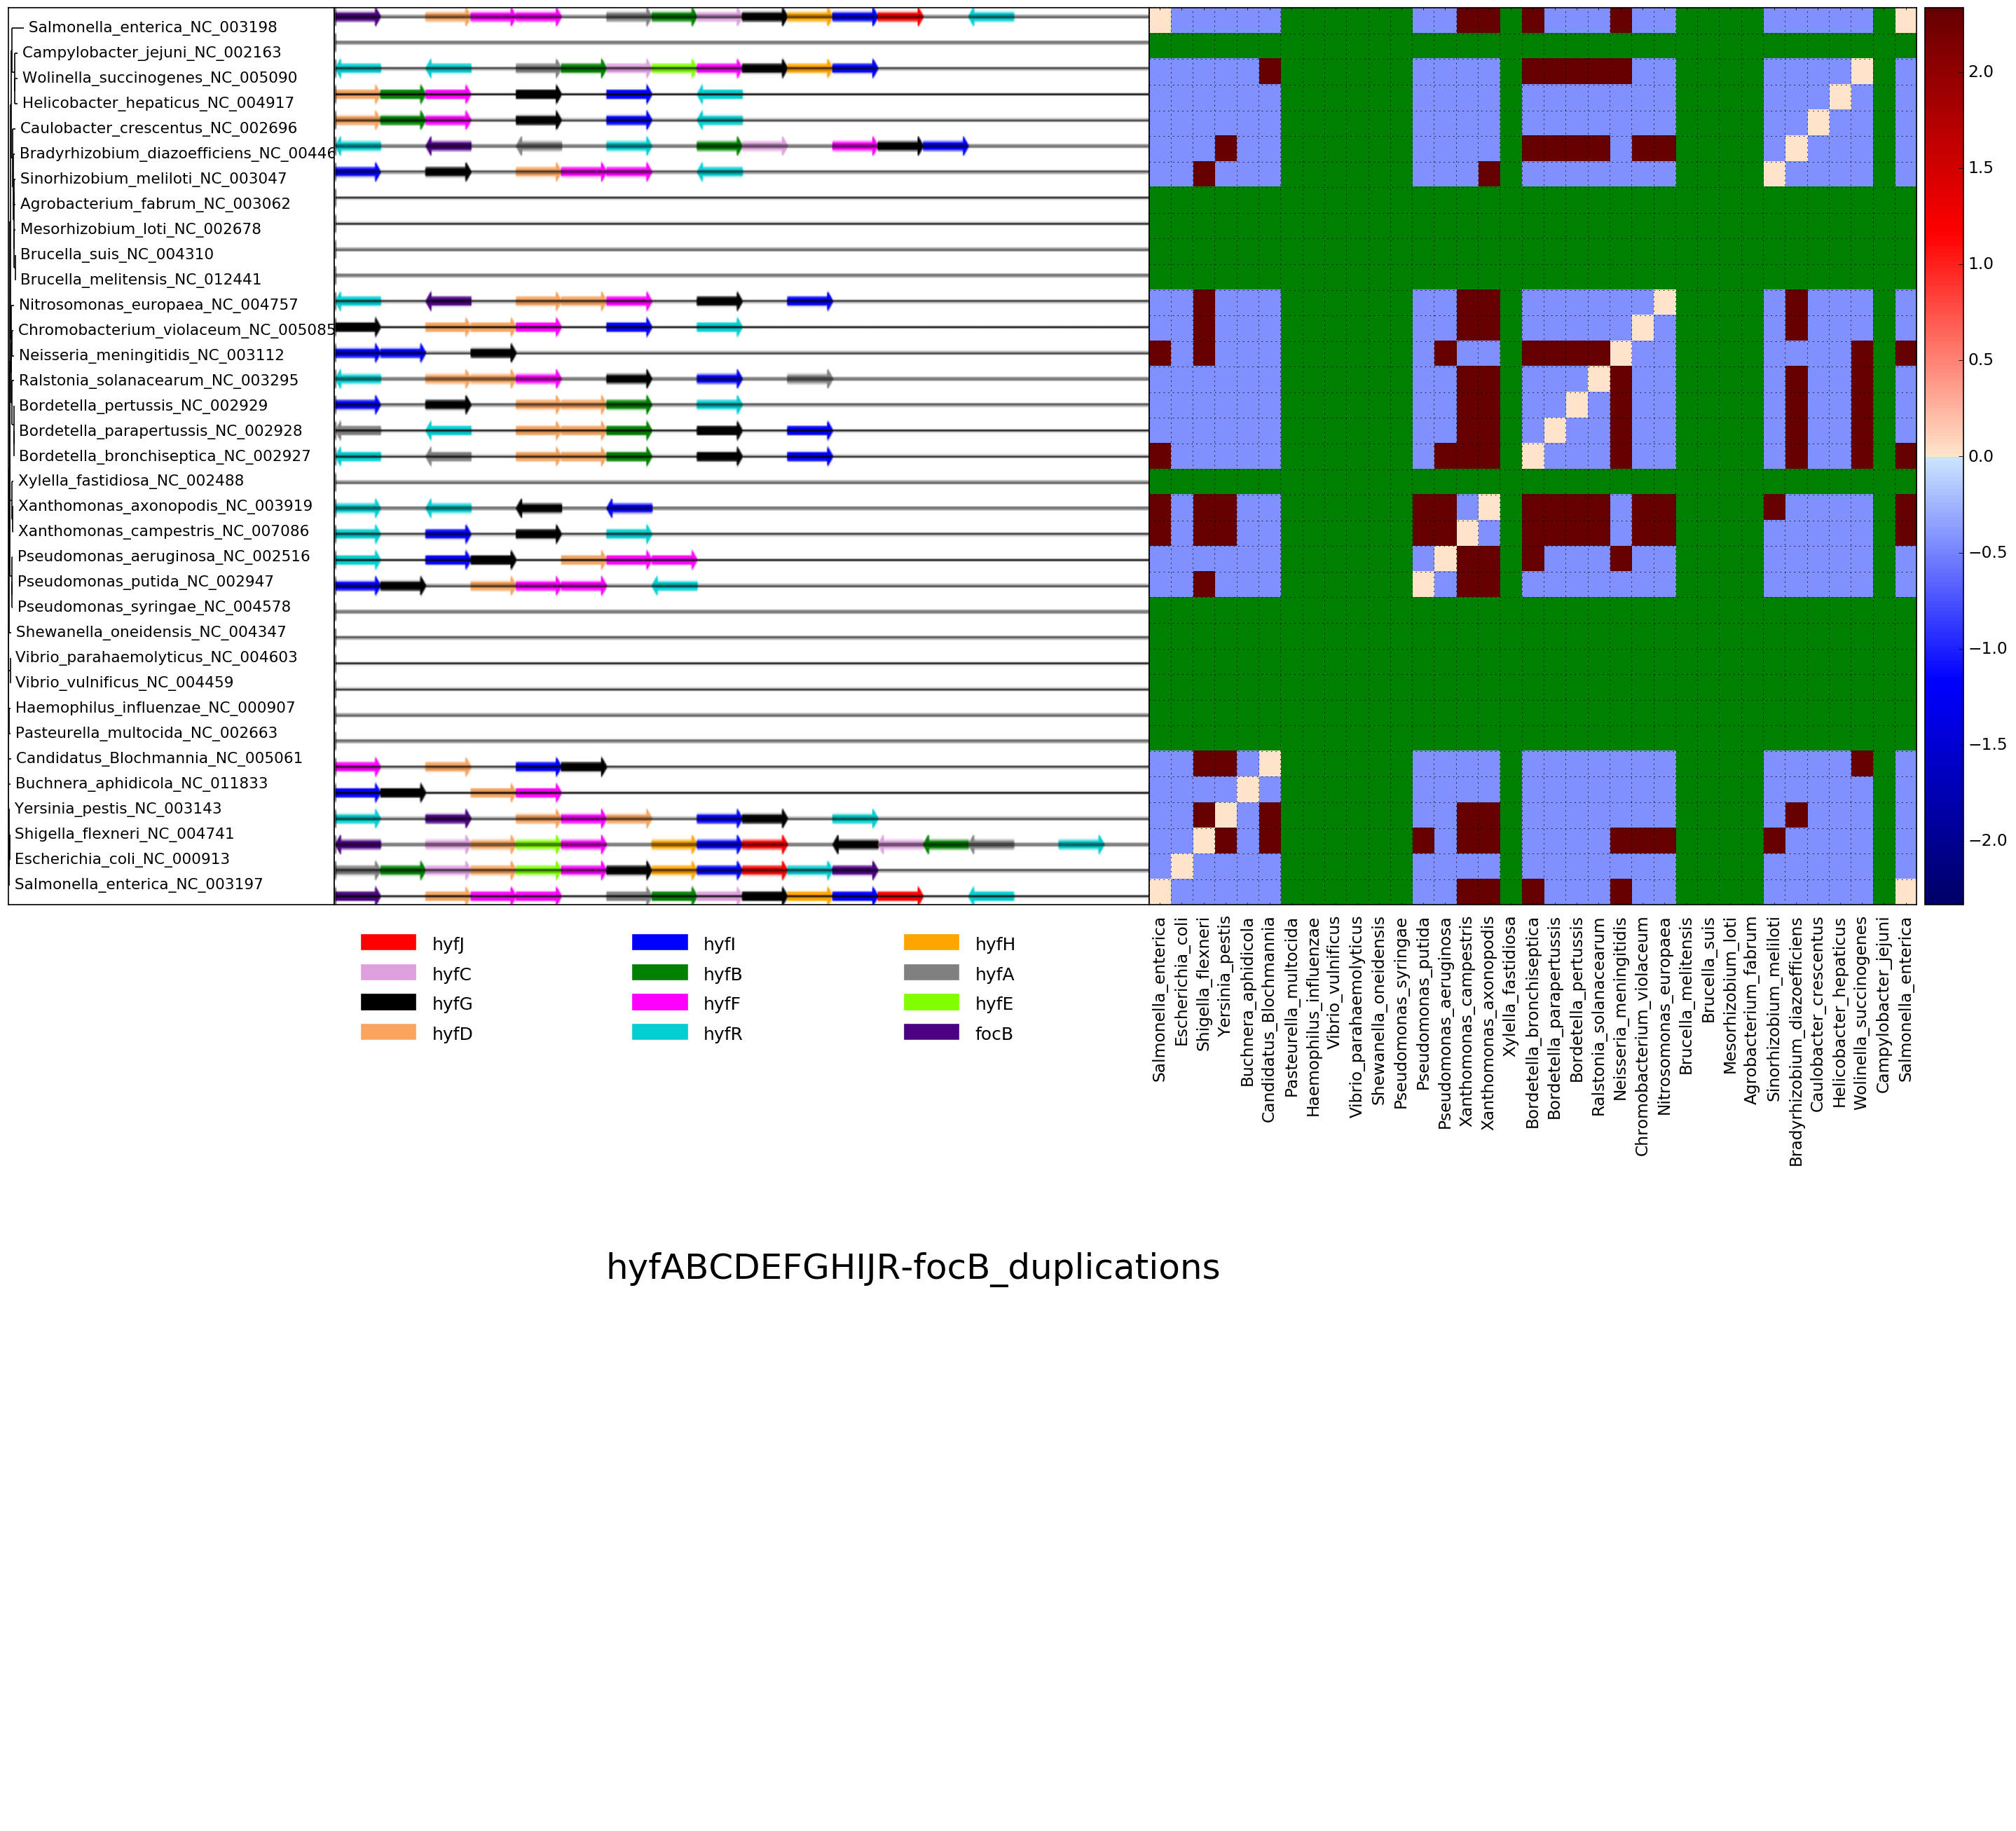 Salmonella_enterica_NC_003198
Campylobacter_jejuni_NC_002163
Wolinella_succinogenes_NC_005090
Helicobacter_hepaticus_NC_004917
Caulobacter_crescentus_NC_002696
Bradyrhizobium_diazoefficiens_NC_00446
Sinorhizobium_meliloti_NC_003047
Agrobacterium_fabrum_NC_003062
Mesorhizobium_loti_NC_002678
Brucella_suis_NC_004310
Brucella_melitensis_NC_012441
Nitrosomonas_europaea_NC_004757
Chromobacterium_violaceum_NC_005085
Neisseria_meningitidis_NC_003112
Ralstonia_solanacearum_NC_003295
Bordetella_pertussis_NC_002929
Bordetella_parapertussis_NC_002928
Bordetella_bronchiseptica_NC_002927
Xylella_fastidiosa_NC_002488
Xanthomonas_axonopodis_NC_003919
Xanthomonas_campestris_NC_007086
Pseudomonas_aeruginosa_NC_002516
Pseudomonas_putida_NC_002947
Pseudomonas_syringae_NC_004578
Shewanella_oneidensis_NC_004347
Vibrio_parahaemolyticus_NC_004603
Vibrio_vulnificus_NC_004459
Haemophilus_influenzae_NC_000907
Pasteurella_multocida_NC_002663
Candidatus_Blochmannia_NC_005061
Buchnera_aphidicola_NC_011833
Yersinia_pestis_NC_003143
Shigella_flexneri_NC_004741
Escherichia_coli_NC_000913
Salmonella_enterica_NC_003197
2.0
1.5
1.0
0.5
0.0
−0.5
−1.0
−1.5
−2.0
Salmonella_enterica
Escherichia_coli
Shigella_flexneri
Yersinia_pestis
Buchnera_aphidicola
Candidatus_Blochmannia
Pasteurella_multocida
Haemophilus_influenzae
Vibrio_vulnificus
Vibrio_parahaemolyticus
Shewanella_oneidensis
Pseudomonas_syringae
Pseudomonas_putida
Pseudomonas_aeruginosa
Xanthomonas_campestris
Xanthomonas_axonopodis
Xylella_fastidiosa
Bordetella_bronchiseptica
Bordetella_parapertussis
Bordetella_pertussis
Ralstonia_solanacearum
Neisseria_meningitidis
Chromobacterium_violaceum
Nitrosomonas_europaea
Brucella_melitensis
Brucella_suis
Mesorhizobium_loti
Agrobacterium_fabrum
Sinorhizobium_meliloti
Bradyrhizobium_diazoefficiens
Caulobacter_crescentus
Helicobacter_hepaticus
Wolinella_succinogenes
Campylobacter_jejuni
Salmonella_enterica
hyfJ hyfI hyfH
hyfC hyfB hyfA
hyfG hyfF hyfE
hyfD hyfR focB
hyfABCDEFGHIJR-focB_duplications